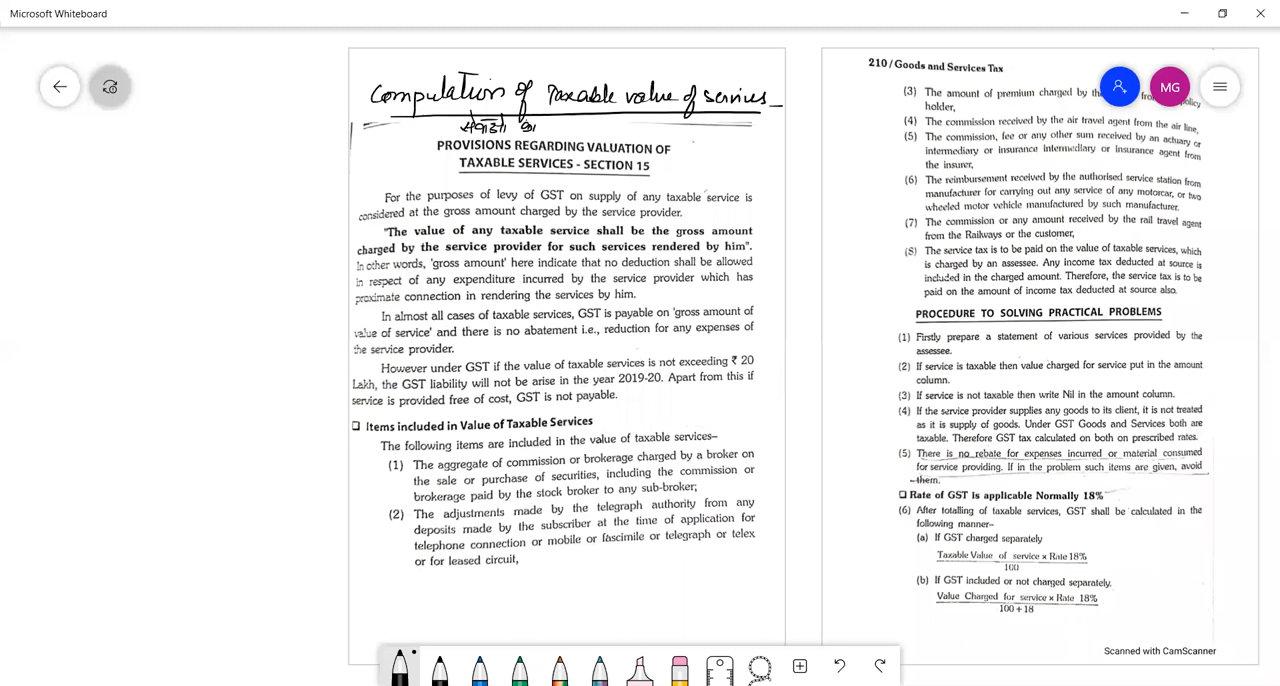 Microsoft Whiteboard
Computation of Taxable value of services
सेवाओं का
PROVISIONS REGARDING VALUATION OF
TAXABLE SERVICES - SECTION 15
For the purposes of levy of GST on supply of any taxable service is
considered at the gross amount charged by the service provider.
"The value of any taxable service shall be the gross amount
charged by the service provider for such services rendered by him".
In other words, 'gross amount' here indicate that no deduction shall be allowed
in respect of any expenditure incurred by the service provider which has
proximate connection in rendering the services by him.
In almost all cases of taxable services, GST is payable on 'gross amount of
value of service' and there is no abatement i.e., reduction for any expenses of
the service provider.
However under GST if the value of taxable services is not exceeding ₹ 20
Lakh, the GST liability will not be arise in the year 2019-20. Apart from this if
service is provided free of cost, GST is not payable.
❑ Items included in Value of Taxable Services
The following items are included in the value of taxable services–
(1) The aggregate of commission or brokerage charged by a broker on
the sale or purchase of securities, including the commission or
brokerage paid by the stock broker to any sub-broker;
(2) The adjustments made by the telegraph authority from any
deposits made by the subscriber at the time of application for
telephone connection or mobile or fascimile or telegraph or telex
or for leased circuit,
210 / Goods and Services Tax
(3) The amount of premium charged by the from policy
holder,
(4) The commission received by the air travel agent from the air line,
(5) The commission, fee or any other sum received by an actuary or
intermediary or insurance intermediary or insurance agent from
the insurer,
(6) The reimbursement received by the authorised service station from
manufacturer for carrying out any service of any motorcar, or two
wheeled motor vehicle manufactured by such manufacturer.
(7) The commission or any amount received by the rail travel agent
from the Railways or the customer,
(8) The service tax is to be paid on the value of taxable services, which
is charged by an assessee. Any income tax deducted at source is
included in the charged amount. Therefore, the service tax is to be
paid on the amount of income tax deducted at source also.
PROCEDURE TO SOLVING PRACTICAL PROBLEMS
(1) Firstly prepare a statement of various services provided by the
assessee.
(2) If service is taxable then value charged for service put in the amount
column.
(3) If service is not taxable then write Nil in the amount column.
(4) If the service provider supplies any goods to its client, it is not treated
as it is supply of goods. Under GST Goods and Services both are
taxable. Therefore GST tax calculated on both on prescribed rates.
(5) There is no rebate for expenses incurred or material consumed
for service providing. If in the problem such items are given, avoid
them.
❑ Rate of GST is applicable Normally 18%
(6) After totalling of taxable services, GST shall be calculated in the
following manner–
(a) If GST charged separately
Taxable Value of service × Rate 18%
100
(b) If GST included or not charged separately.
Value Charged for service × Rate 18%
100 + 18
Scanned with CamScanner
MG